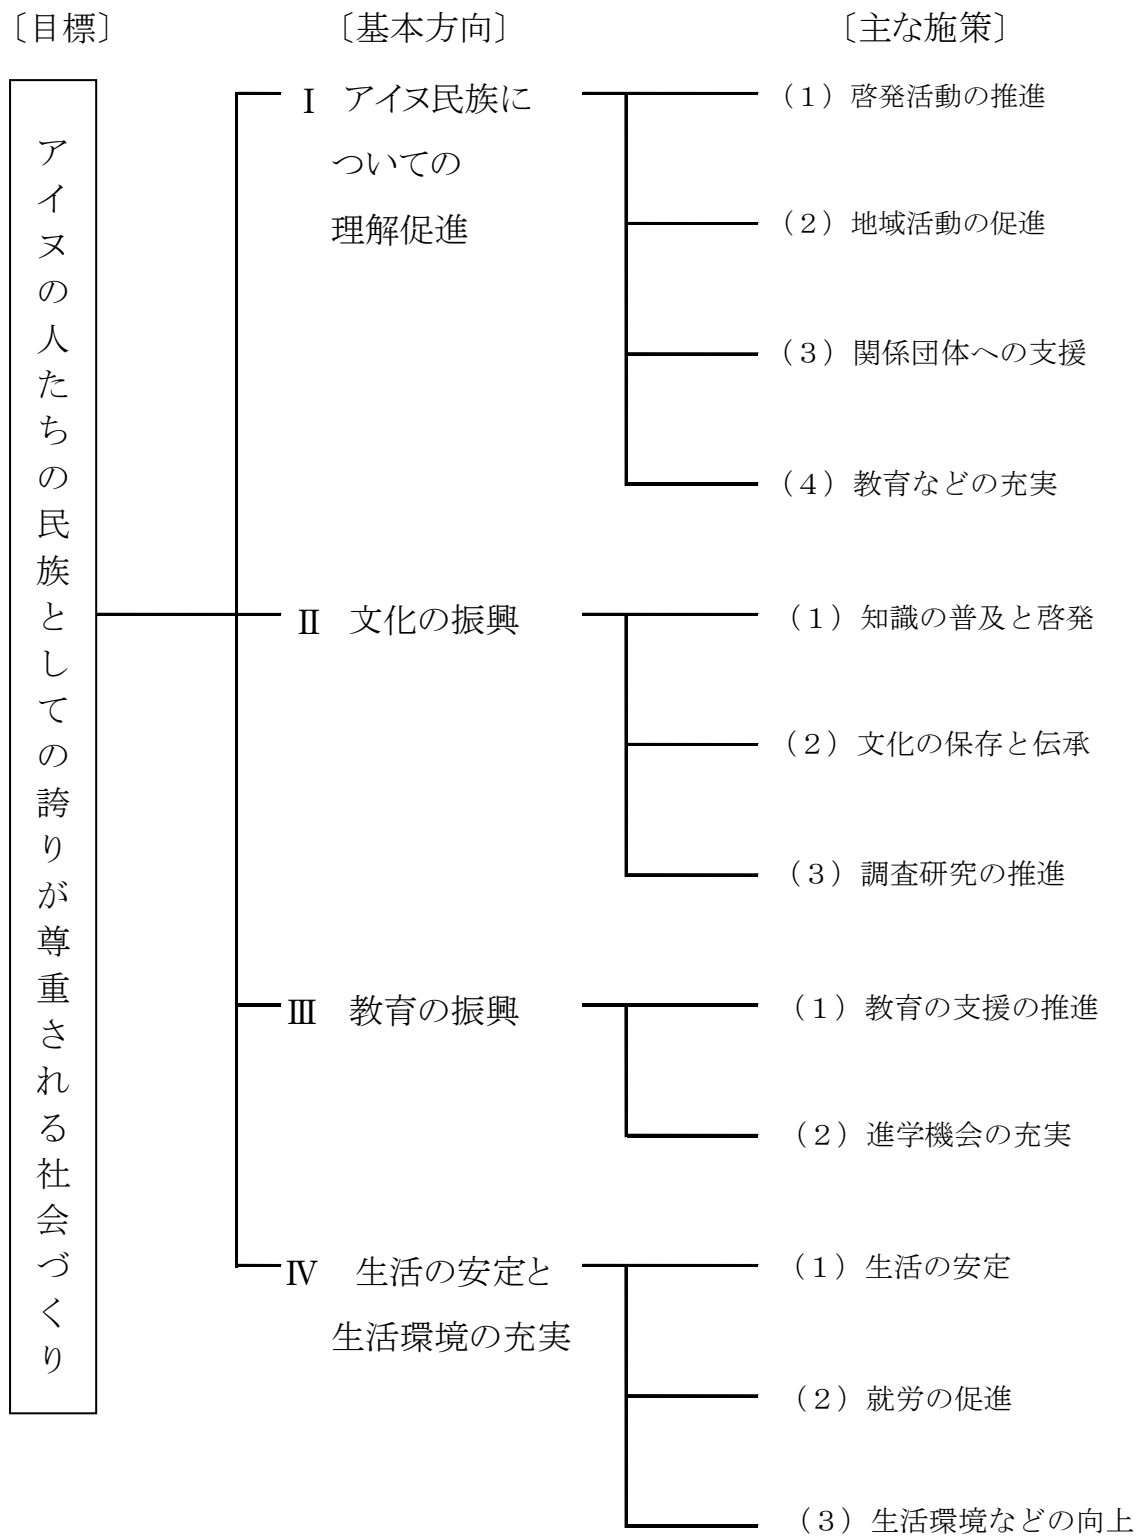 〔目標〕 〔基本方向〕 〔主な施策〕
アイヌの人たちの民族としての誇りが尊重される社会づくり
Ⅰ アイヌ民族に
ついての
理解促進
（１）啓発活動の推進
（２）地域活動の促進
（３）関係団体への支援
（４）教育などの充実
Ⅱ 文化の振興
（１）知識の普及と啓発
（２）文化の保存と伝承
（３）調査研究の推進
Ⅲ 教育の振興
（１）教育の支援の推進
（２）進学機会の充実
Ⅳ 生活の安定と
生活環境の充実
（１）生活の安定
（２）就労の促進
（３）生活環境などの向上